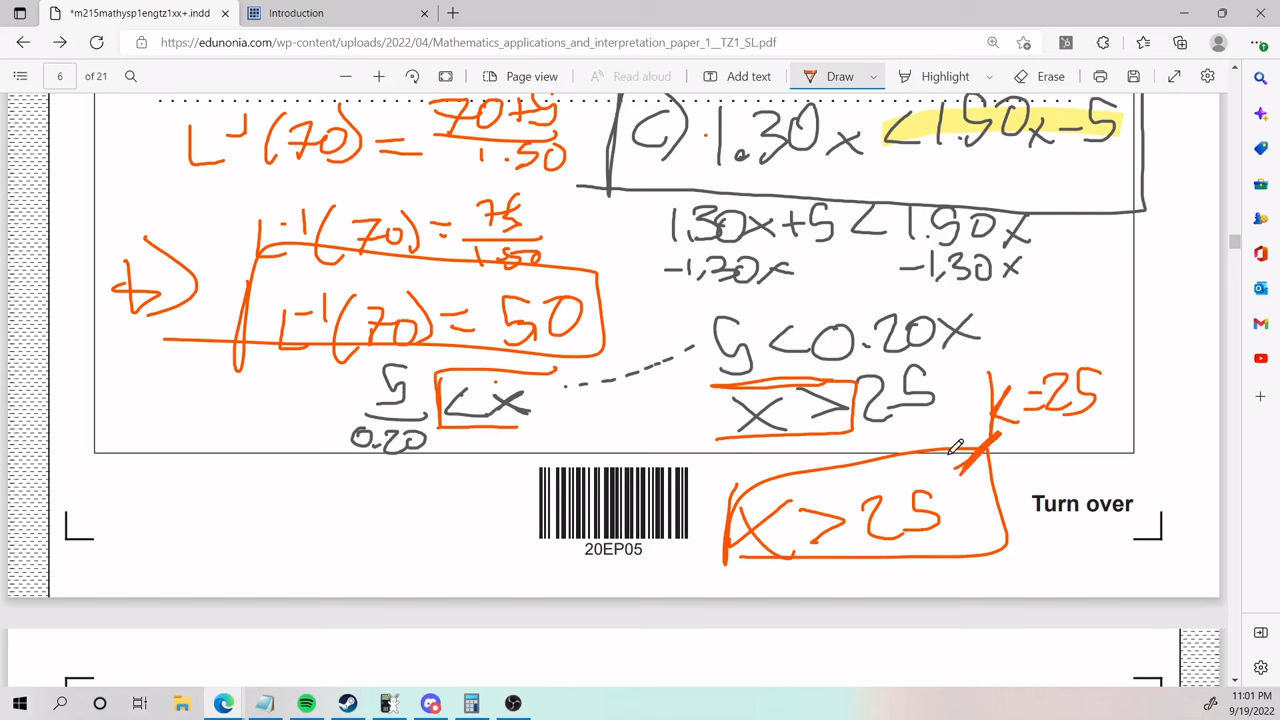 *m215mathysp1engtz1xx+.indd
Introduction
https://edunonia.com/wp-content/uploads/2022/04/Mathematics_applications_and_interpretation_paper_1__TZ1_SL.pdf
6 of 21
Page view
Read aloud
Add text
Draw
Highlight
Erase
L^-1(70) = 70+5/1.50
c) 1.30x < 1.50x-5
1.30x+5 < 1.50x
-1.30x -1.30x
L^-1(70) = 75/1.50
b)
L^-1(70) = 50
5 < 0.20x
5/0.20 < x
x > 25
k=25
x > 25
Turn over
20EP05
11:01 PM
9/19/2022